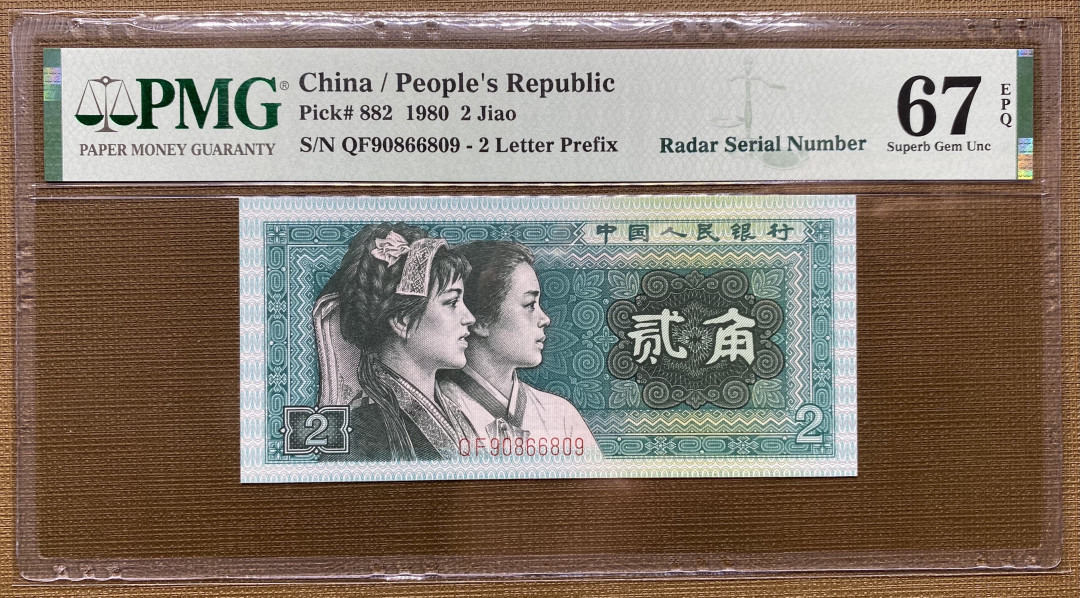 PMG®
PAPER MONEY GUARANTY
China / People's Republic
Pick# 882 1980 2 Jiao
S/N QF90866809 - 2 Letter Prefix
Radar Serial Number
67
EPQ
Superb Gem Unc
中国人民银行
贰角
2
QF90866809
2